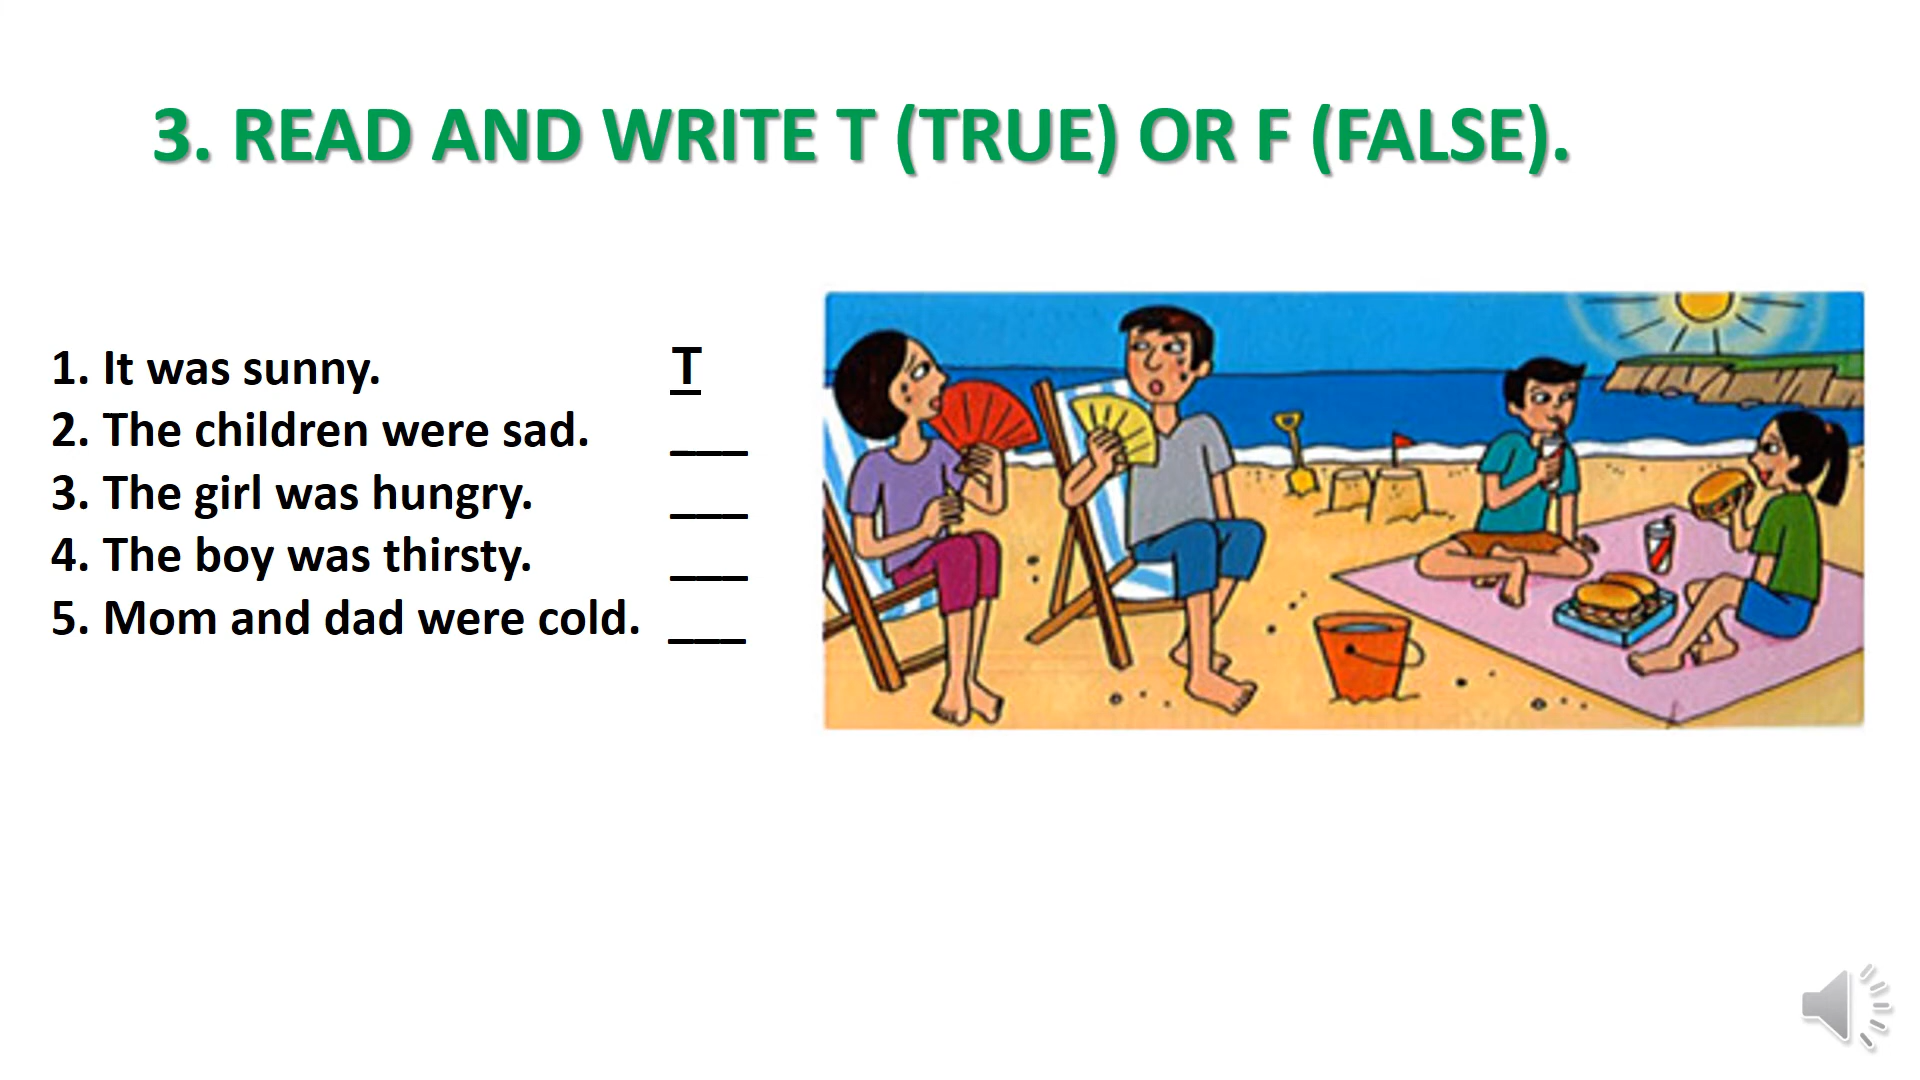 3. READ AND WRITE T (TRUE) OR F (FALSE).
1. It was sunny. T
2. The children were sad. ___
3. The girl was hungry. ___
4. The boy was thirsty. ___
5. Mom and dad were cold. ___